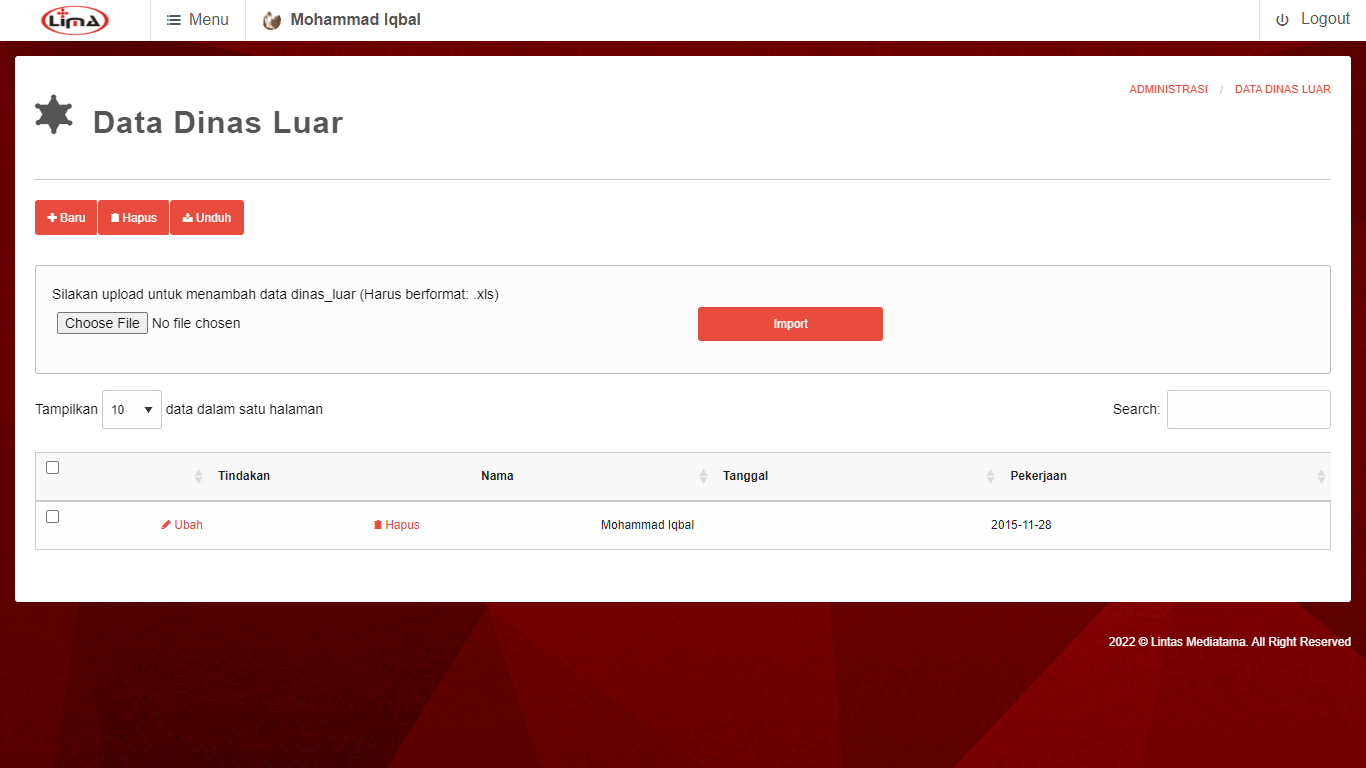 LimA Menu Mohammad Iqbal Logout
ADMINISTRASI / DATA DINAS LUAR
Data Dinas Luar
Baru Hapus Unduh
Silakan upload untuk menambah data dinas_luar (Harus berformat: .xls)
Choose File No file chosen Import
Tampilkan 10 data dalam satu halaman Search:
Tindakan Nama Tanggal Pekerjaan
Ubah Hapus Mohammad Iqbal 2015-11-28
2022 © Lintas Mediatama. All Right Reserved